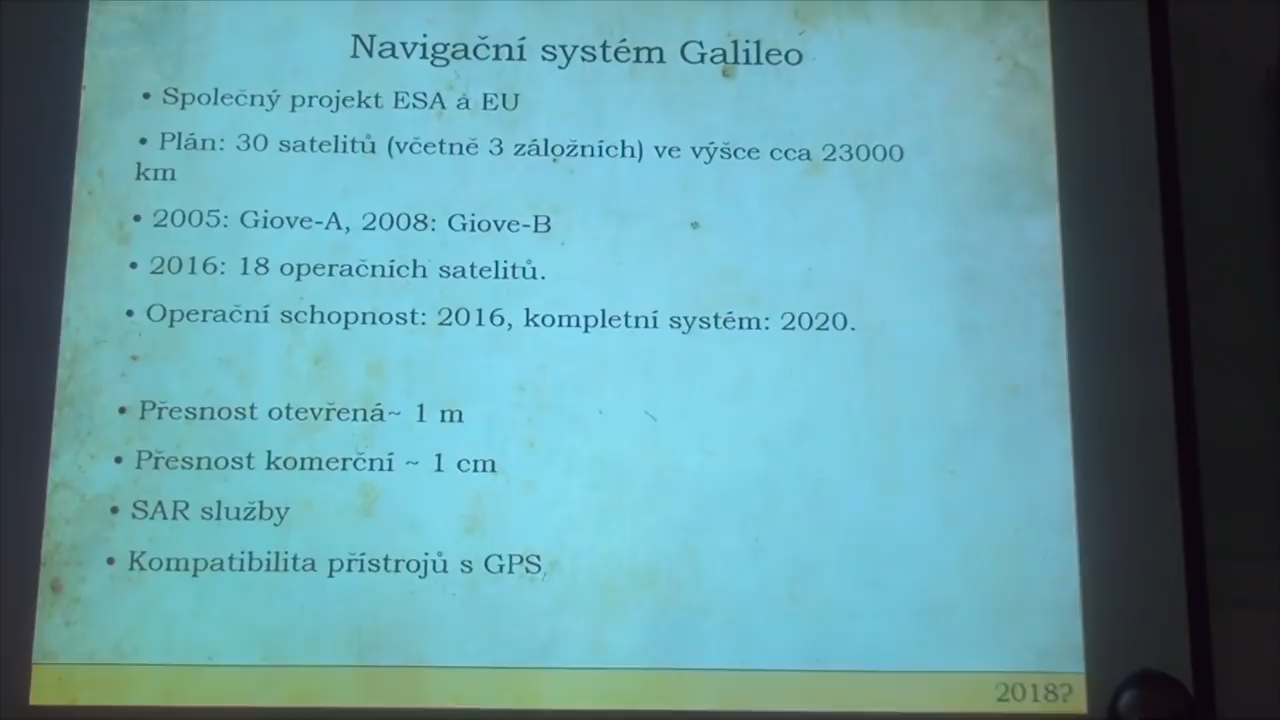 Navigační systém Galileo
• Společný projekt ESA a EU
• Plán: 30 satelitů (včetně 3 záložních) ve výšce cca 23000
km
• 2005: Giove-A, 2008: Giove-B
• 2016: 18 operačních satelitů.
• Operační schopnost: 2016, kompletní systém: 2020.
• Přesnost otevřená~ 1 m
• Přesnost komerční ~ 1 cm
• SAR služby
• Kompatibilita přístrojů s GPS
2018?